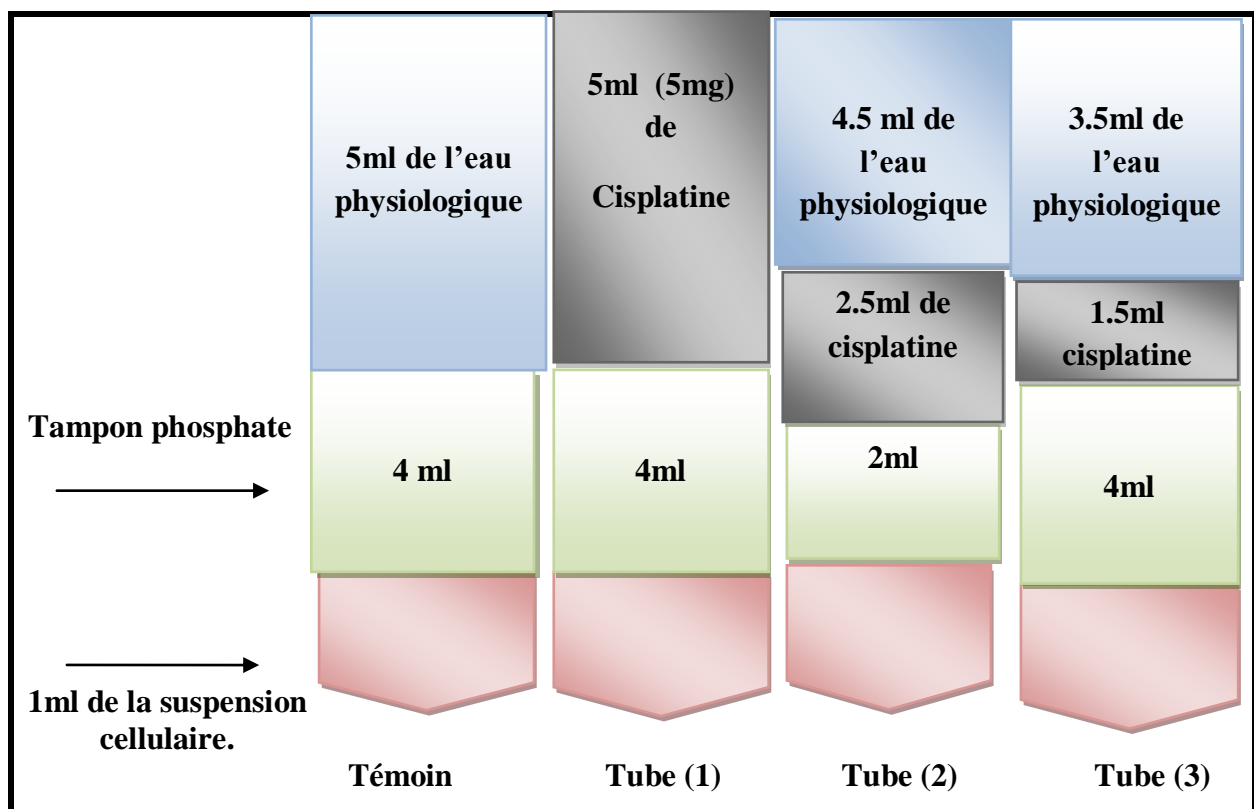 5ml de l’eau
physiologique
5ml (5mg)
de
Cisplatine
4.5 ml de
l’eau
physiologique
3.5ml de
l’eau
physiologique
2.5ml de
cisplatine
1.5ml
cisplatine
Tampon phosphate
4 ml
4ml
2ml
4ml
1ml de la suspension
cellulaire.
Témoin
Tube (1)
Tube (2)
Tube (3)